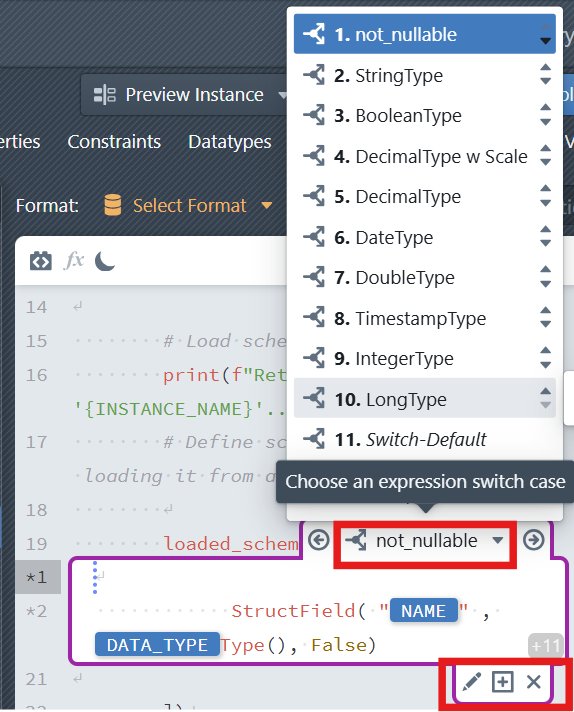 1. not_nullable
ry
Preview Instance
2. StringType
3. BooleanType
erties
Constraints
Datatypes
4. DecimalType w Scale
V
Format:
Select Format
5. DecimalType
6. DateType
fx
7. DoubleType
14
8. TimestampType
15 # Load sche
16 print(f"Ret
9. IntegerType
'{INSTANCE_NAME}'..
10. LongType
17 # Define sc
11. Switch-Default
loading it from a
Choose an expression switch case
18
19 loaded_schem
not_nullable
*1
*2 StructField( "NAME" ,
DATA_TYPE Type(), False)
+11
21
])